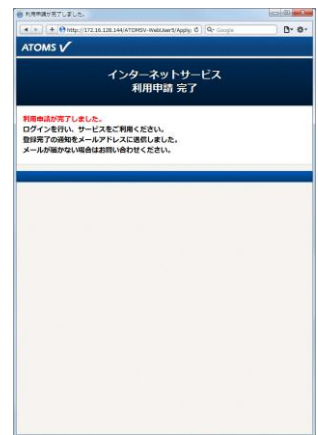 利用申請が完了しました。
http://172.16.128.144/ATOMSV-WebUser5/Apply
Google
ATOMS V
インターネットサービス
利用申請 完了
利用申請が完了しました。
ログインを行い、サービスをご利用ください。
登録完了の通知をメールアドレスに送信しました。
メールが届かない場合はお問い合わせください。